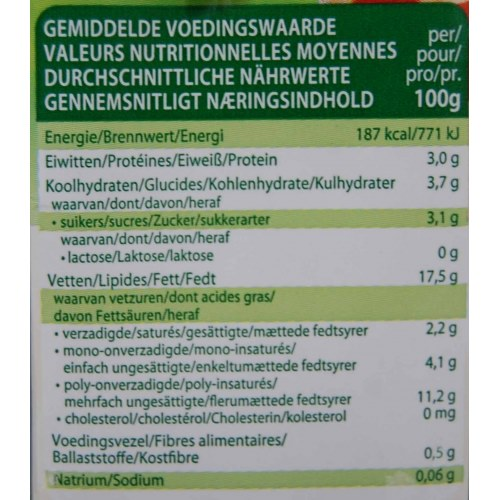 GEMIDDELDE VOEDINGSWAARDE per/
VALEURS NUTRITIONNELLES MOYENNES pour/
DURCHSCHNITTLICHE NÄHRWERTE pro/pr.
GENNEMSNITLIGT NÆRINGSINDHOLD 100g
Energie/Brennwert/Energi 187 kcal/771 kJ
Eiwitten/Protéines/Eiweiß/Protein 3,0 g
Koolhydraten/Glucides/Kohlenhydrate/Kulhydrater 3,7 g
waarvan/dont/davon/heraf
• suikers/sucres/Zucker/sukkerarter 3,1 g
waarvan/dont/davon/heraf
• lactose/Laktose/laktose 0 g
Vetten/Lipides/Fett/Fedt 17,5 g
waarvan vetzuren/dont acides gras/
davon Fettsäuren/heraf
• verzadigde/saturés/gesättigte/mættede fedtsyrer 2,2 g
• mono-onverzadigde/mono-insaturés/
einfach ungesättigte/enkeltumættede fedtsyrer 4,1 g
• poly-onverzadigde/poly-insaturés/
mehrfach ungesättigte/flerumættede fedtsyrer 11,2 g
• cholesterol/cholestérol/Cholesterin/kolesterol 0 mg
Voedingsvezel/Fibres alimentaires/
Ballaststoffe/Kostfibre 0,5 g
Natrium/Sodium 0,06 g